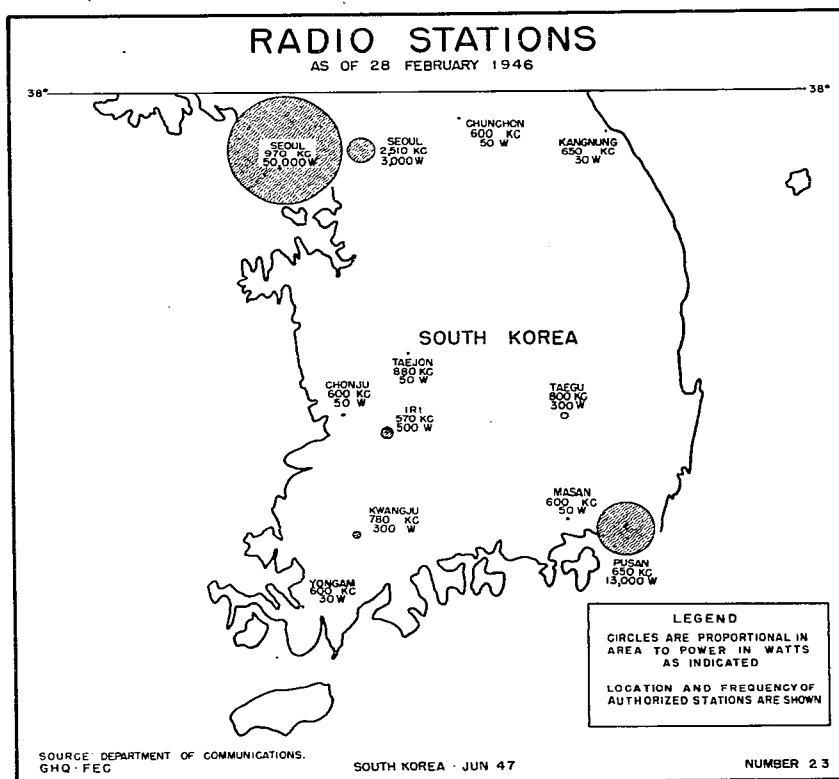 RADIO STATIONS
AS OF 28 FEBRUARY 1946
38°
38°
SEOUL
970 KC
50,000 W
SEOUL
2,510 KC
3,000 W
CHUNCHON
600 KC
50 W
KANGNUNG
650 KC
30 W
SOUTH KOREA
TAEJON
880 KC
50 W
CHONJU
600 KC
50 W
IRI
570 KC
500 W
TAEGU
800 KC
300 W
KWANGJU
780 KC
300 W
MASAN
600 KC
50 W
PUSAN
650 KC
13,000 W
YONGAM
600 KC
30 W
LEGEND
CIRCLES ARE PROPORTIONAL IN
AREA TO POWER IN WATTS
AS INDICATED
LOCATION AND FREQUENCY OF
AUTHORIZED STATIONS ARE SHOWN
SOURCE: DEPARTMENT OF COMMUNICATIONS.
GHQ-FEC
SOUTH KOREA - JUN 47
NUMBER 23